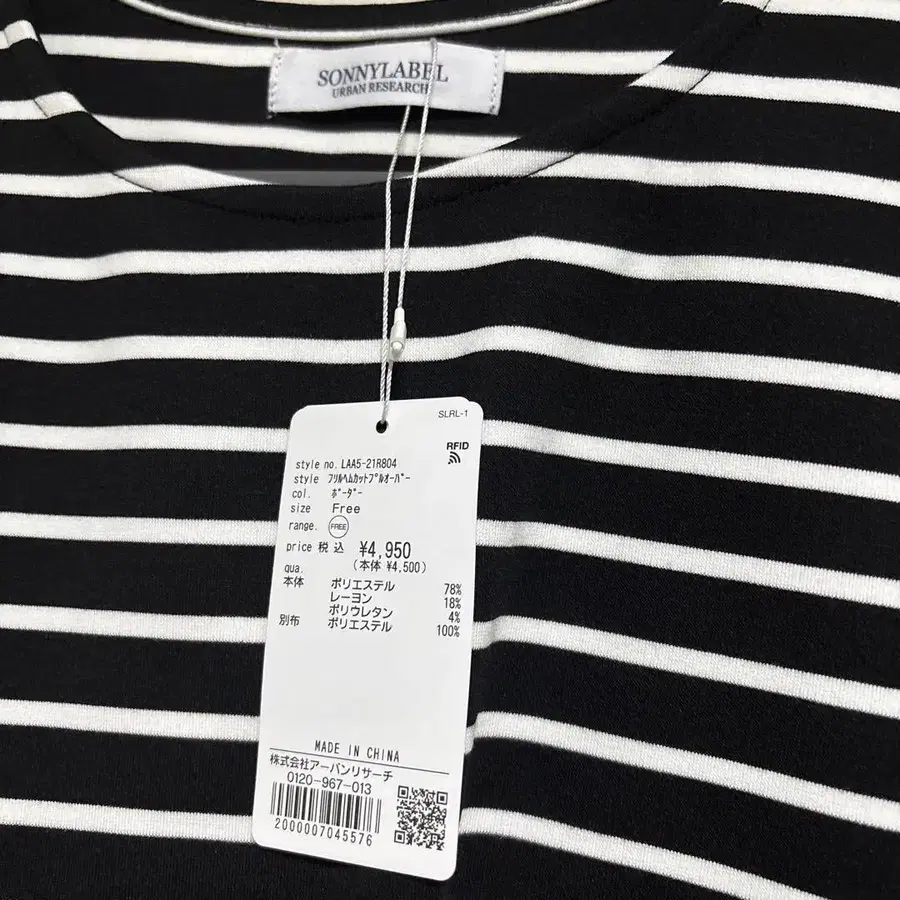 SONNYLABEL
URBAN RESEARCH
SLRL-1
RFID
style no. LAA5-21R804
style ﾌﾘﾙﾍﾑｶｯﾄﾌﾟﾙｵｰﾊﾞｰ
col. ﾎﾞｰﾀﾞｰ
size Free
range. FREE
price 税込 ¥4,950
qua. (本体 ¥4,500)
本体 ポリエステル 78%
レーヨン 18%
ポリウレタン 4%
別布 ポリエステル 100%
MADE IN CHINA
株式会社アーバンリサーチ
0120-967-013
2000007045576